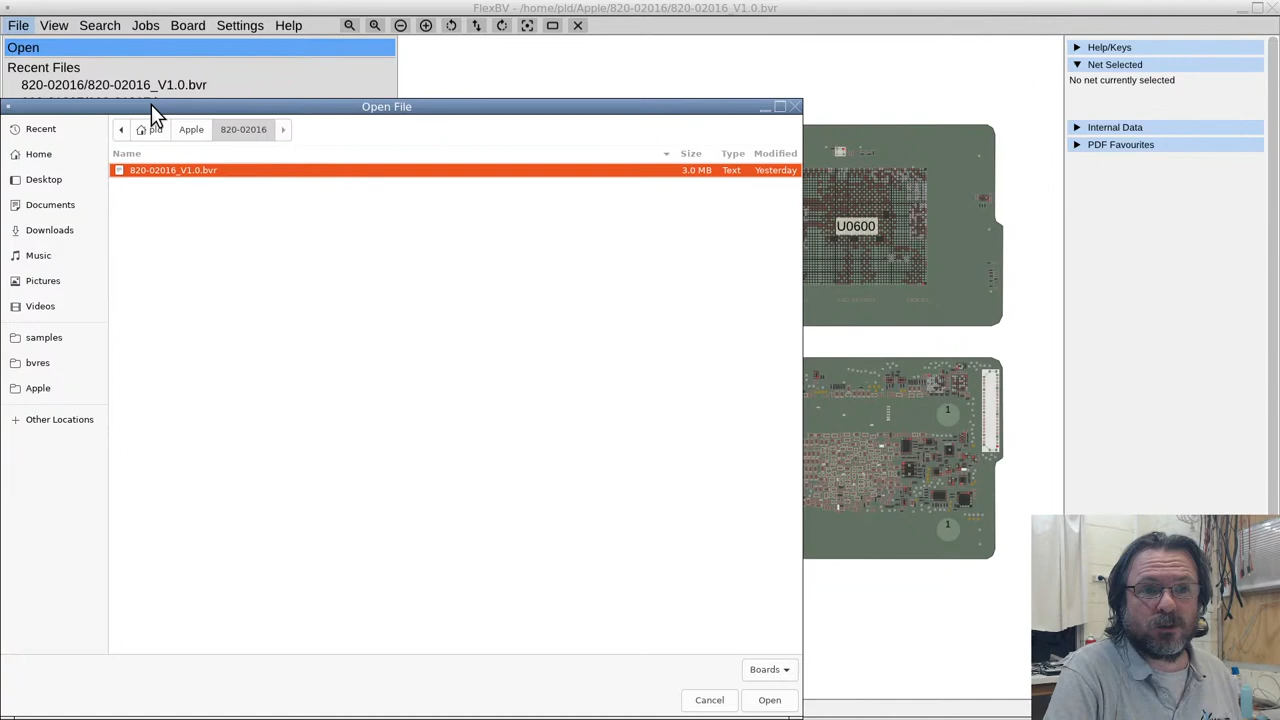 FlexBV - /home/pld/Apple/820-02016/820-02016_V1.0.bvr
File View Search Jobs Board Settings Help
Open
Recent Files
820-02016/820-02016_V1.0.bvr
Open File
pld Apple 820-02016
Name Size Type Modified
820-02016_V1.0.bvr 3.0 MB Text Yesterday
Recent
Home
Desktop
Documents
Downloads
Music
Pictures
Videos
samples
bvres
Apple
Other Locations
Boards
Cancel Open
Help/Keys
Net Selected
No net currently selected
Internal Data
PDF Favourites
U0600
1
1